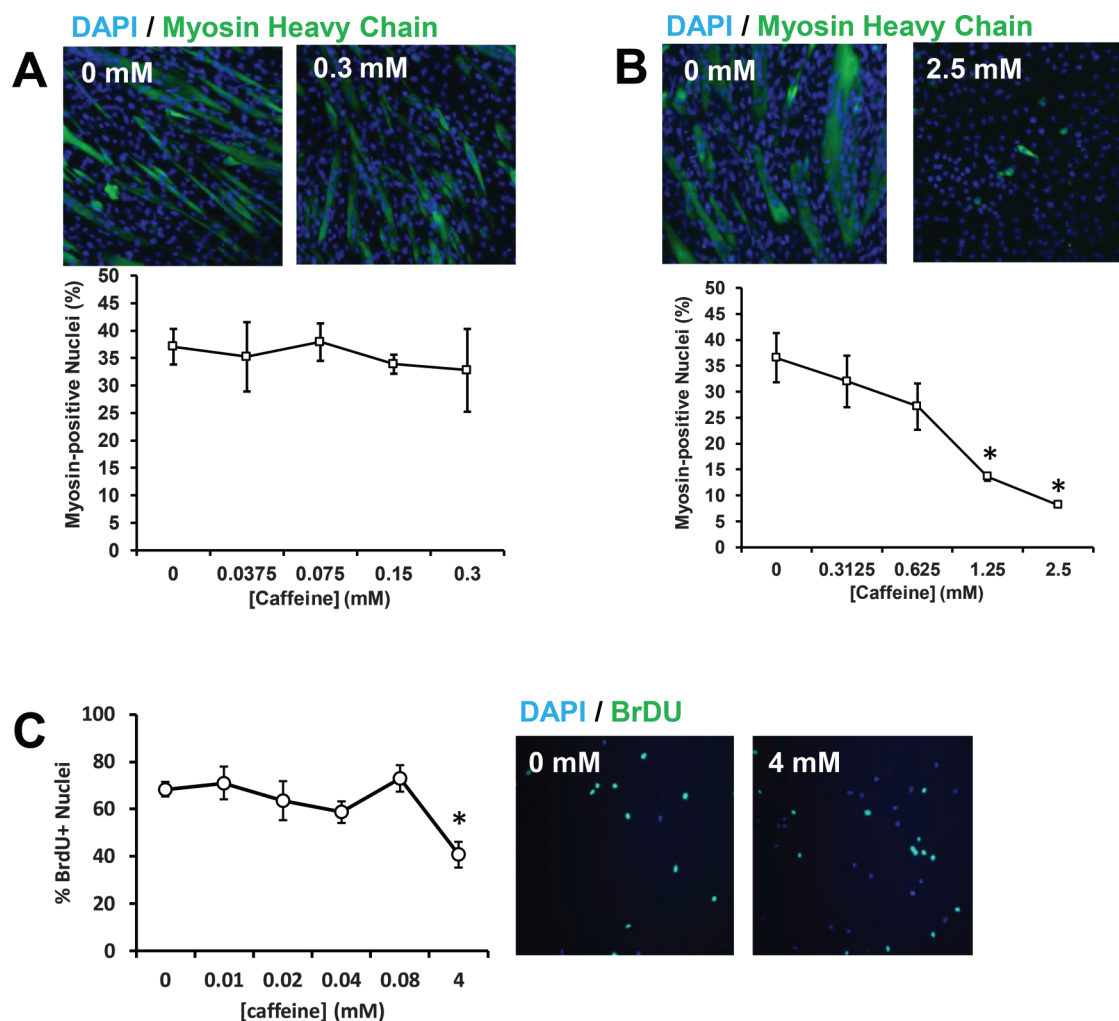 DAPI / Myosin Heavy Chain
A
0 mM
0.3 mM
50
45
40
35
30
25
20
15
10
5
0
Myosin-positive Nuclei (%)
0 0.0375 0.075 0.15 0.3
[Caffeine] (mM)
DAPI / Myosin Heavy Chain
B
0 mM
2.5 mM
50
45
40
35
30
25
20
15
10
5
0
Myosin-positive Nuclei (%)
*
*
0 0.3125 0.625 1.25 2.5
[Caffeine] (mM)
C
100
80
60
40
20
0
% BrdU+ Nuclei
*
0 0.01 0.02 0.04 0.08 4
[caffeine] (mM)
DAPI / BrDU
0 mM
4 mM